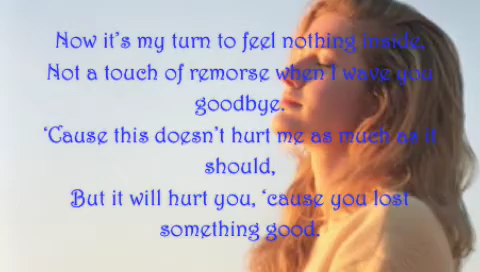 Now it's my turn to feel nothing inside,
Not a touch of remorse when I wave you
goodbye.
‘Cause this doesn't hurt me as much as it
should,
But it will hurt you, ‘cause you lost
something good.